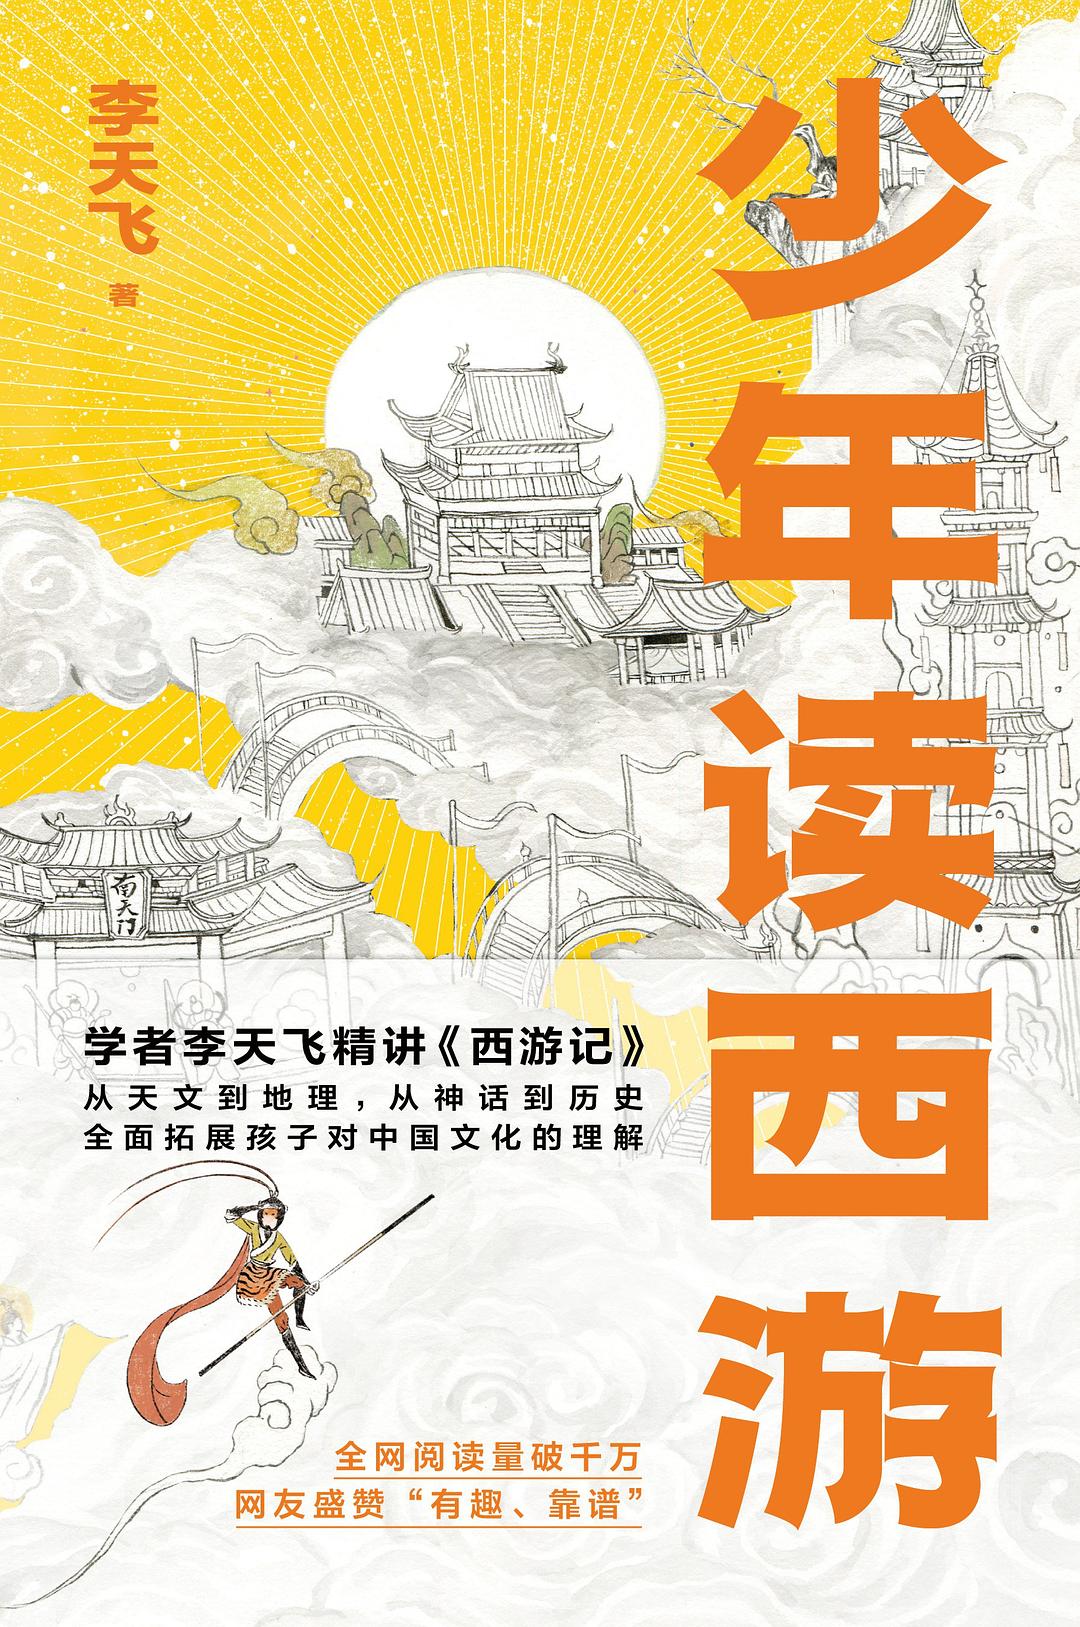 李天飞
著
少年读西游
南天门
学者李天飞精讲《西游记》
从天文到地理，从神话到历史
全面拓展孩子对中国文化的理解
全网阅读量破千万
网友盛赞“有趣、靠谱”